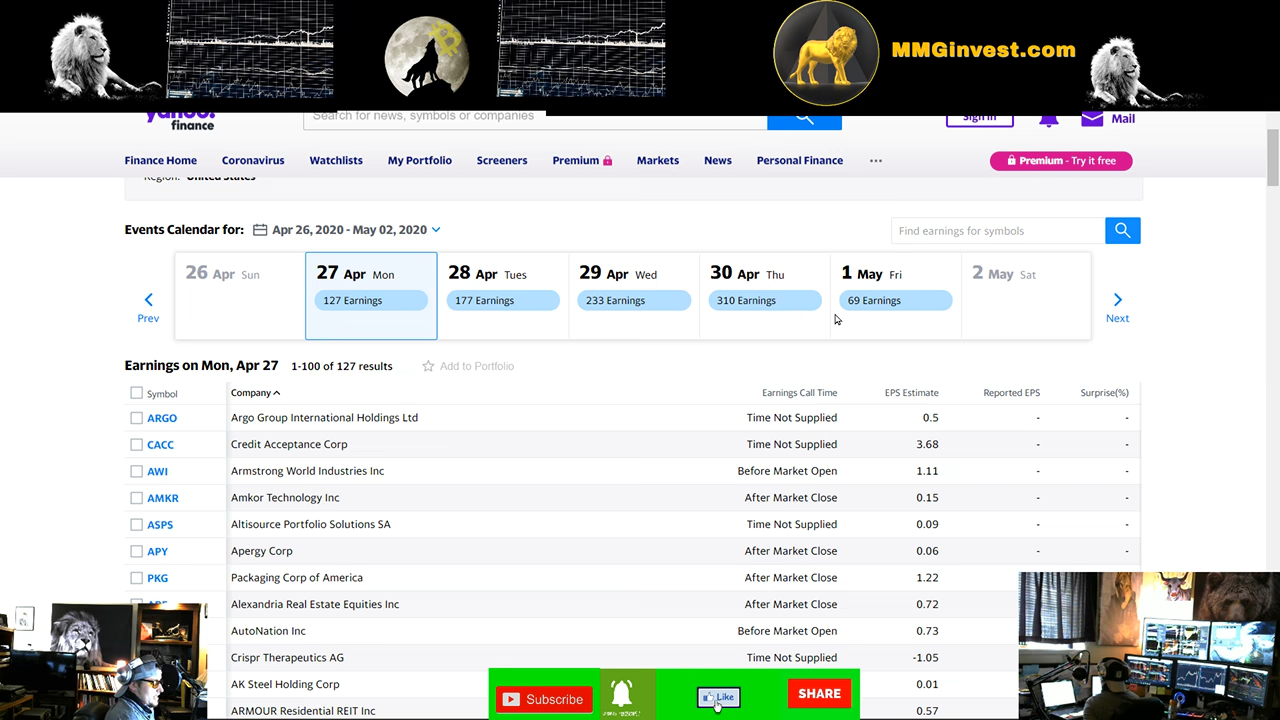 MMGinvest.com
yahoo!
finance
Search for news, symbols or companies
Sign in
Mail
Finance Home Coronavirus Watchlists My Portfolio Screeners Premium Markets News Personal Finance ... Premium - Try it free
Region: United States
Events Calendar for: Apr 26, 2020 - May 02, 2020
Find earnings for symbols
26 Apr Sun 27 Apr Mon 28 Apr Tues 29 Apr Wed 30 Apr Thu 1 May Fri 2 May Sat
127 Earnings 177 Earnings 233 Earnings 310 Earnings 69 Earnings
Prev Next
Earnings on Mon, Apr 27 1-100 of 127 results Add to Portfolio
Symbol Company Earnings Call Time EPS Estimate Reported EPS Surprise(%)
ARGO Argo Group International Holdings Ltd Time Not Supplied 0.5 - -
CACC Credit Acceptance Corp Time Not Supplied 3.68 - -
AWI Armstrong World Industries Inc Before Market Open 1.11 - -
AMKR Amkor Technology Inc After Market Close 0.15 - -
ASPS Altisource Portfolio Solutions SA Time Not Supplied 0.09 - -
APY Apergy Corp After Market Close 0.06 - -
PKG Packaging Corp of America After Market Close 1.22
Alexandria Real Estate Equities Inc After Market Close 0.72
AutoNation Inc Before Market Open 0.73
Crispr Therapeutics AG Time Not Supplied -1.05
AK Steel Holding Corp 0.01
ARMOUR Residential REIT Inc 0.57
Subscribe Like SHARE